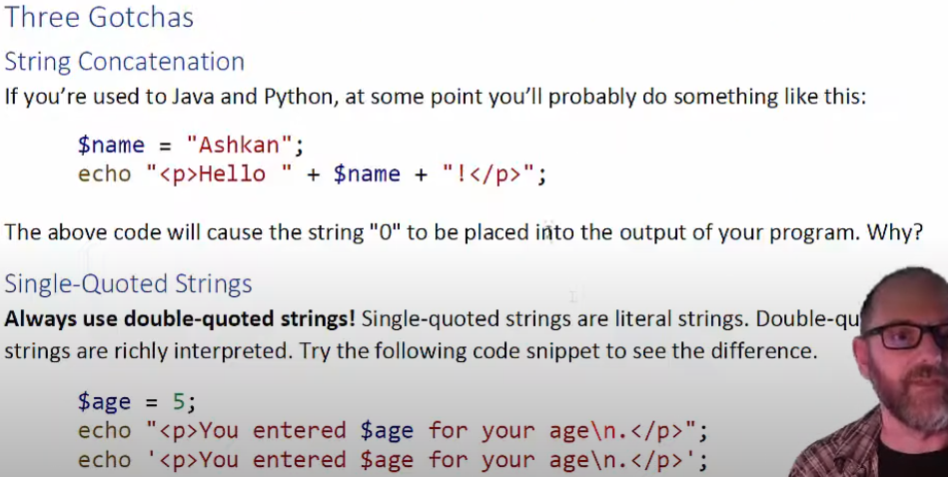 Three Gotchas
String Concatenation
If you're used to Java and Python, at some point you'll probably do something like this:
$name = "Ashkan";
echo "<p>Hello " + $name + "!</p>";
The above code will cause the string "0" to be placed into the output of your program. Why?
Single-Quoted Strings
Always use double-quoted strings! Single-quoted strings are literal strings.
strings are richly interpreted. Try the following code snippet to see the difference.
$age = 5;
echo "<p>You entered $age for your age\n.</p>";
echo '<p>You entered $age for your age\n.</p>';